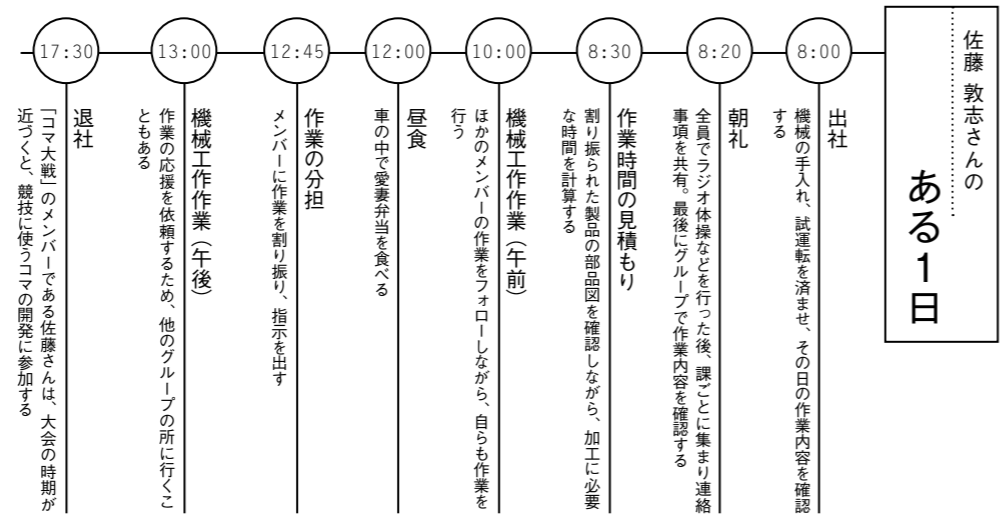 佐藤 敦志さんの
ある1日
8:00
出社
機械の手入れ、試運転を済ませ、その日の作業内容を確認
する
8:20
朝礼
全員でラジオ体操などを行った後、課ごとに集まり連絡
事項を共有。最後にグループで作業内容を確認する
8:30
作業時間の見積もり
割り振られた製品の部品図を確認しながら、加工に必要
な時間を計算する
10:00
機械工作作業（午前）
ほかのメンバーの作業をフォローしながら、自らも作業を
行う
12:00
昼食
車の中で愛妻弁当を食べる
12:45
作業の分担
メンバーに作業を割り振り、指示を出す
13:00
機械工作作業（午後）
作業の応援を依頼するため、他のグループの所に行くこ
ともある
17:30
退社
「コマ大戦」のメンバーである佐藤さんは、大会の時期が
近づくと、競技に使うコマの開発に参加する